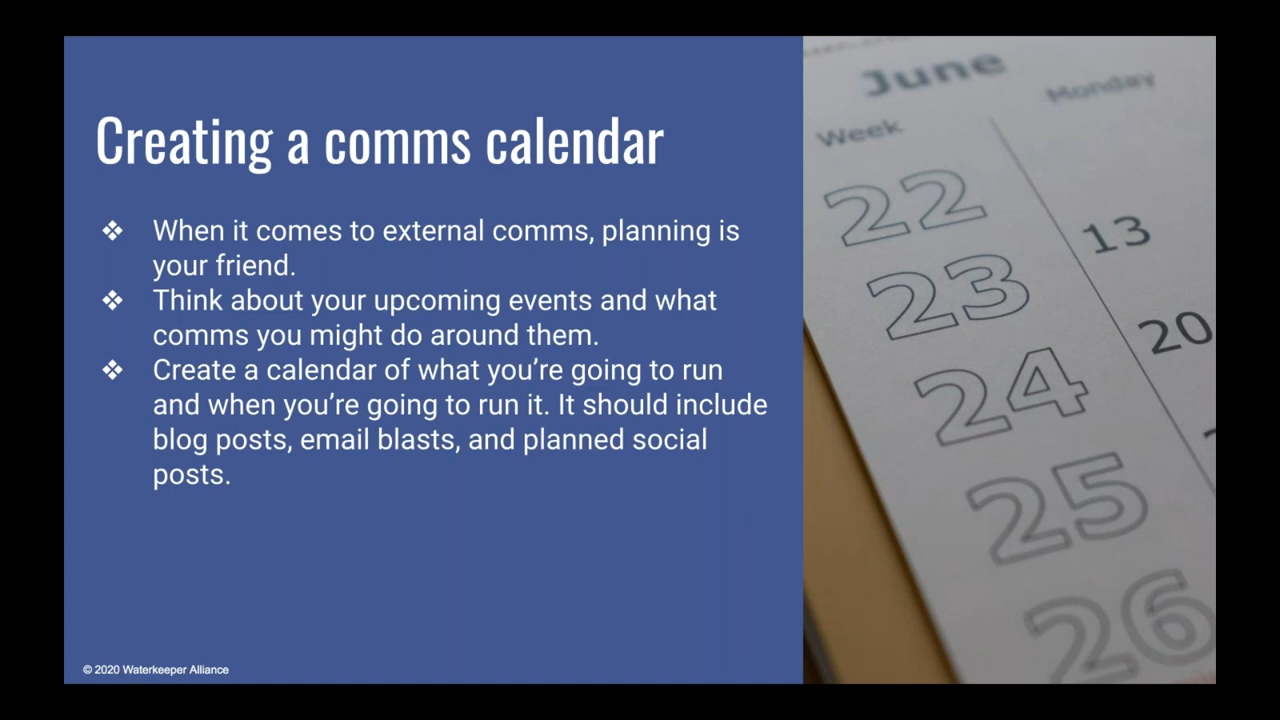 Creating a comms calendar
❖ When it comes to external comms, planning is
your friend.
❖ Think about your upcoming events and what
comms you might do around them.
❖ Create a calendar of what you’re going to run
and when you’re going to run it. It should include
blog posts, email blasts, and planned social
posts.
© 2020 Waterkeeper Alliance
June
Monday
Week
22
13
23
20
24
25
26